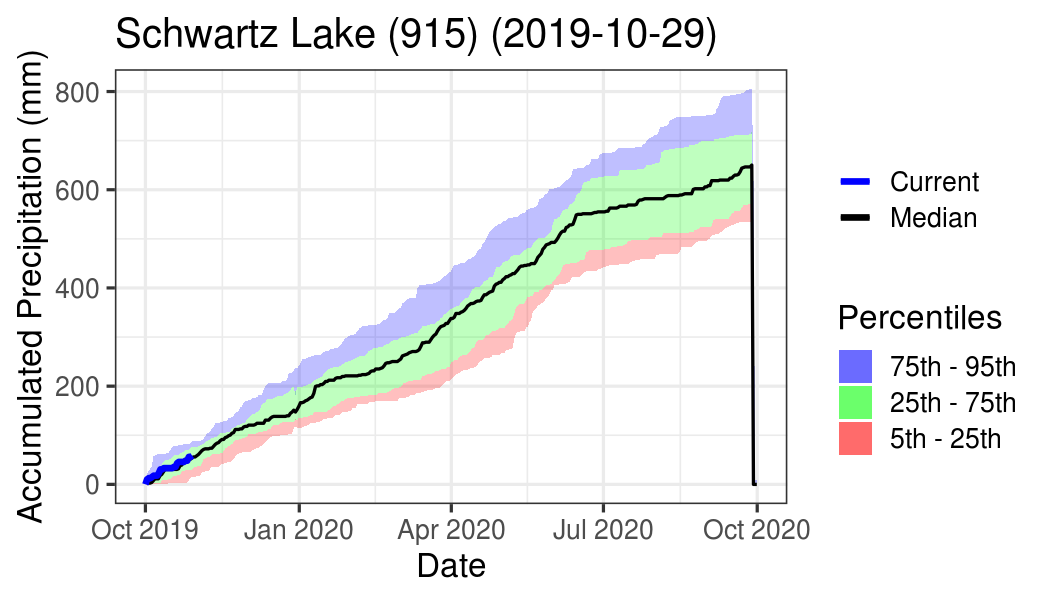 Schwartz Lake (915) (2019-10-29)
Accumulated Precipitation (mm)
800
600
400
200
0
Oct 2019
Jan 2020
Apr 2020
Jul 2020
Oct 2020
Date
Current
Median
Percentiles
75th - 95th
25th - 75th
5th - 25th